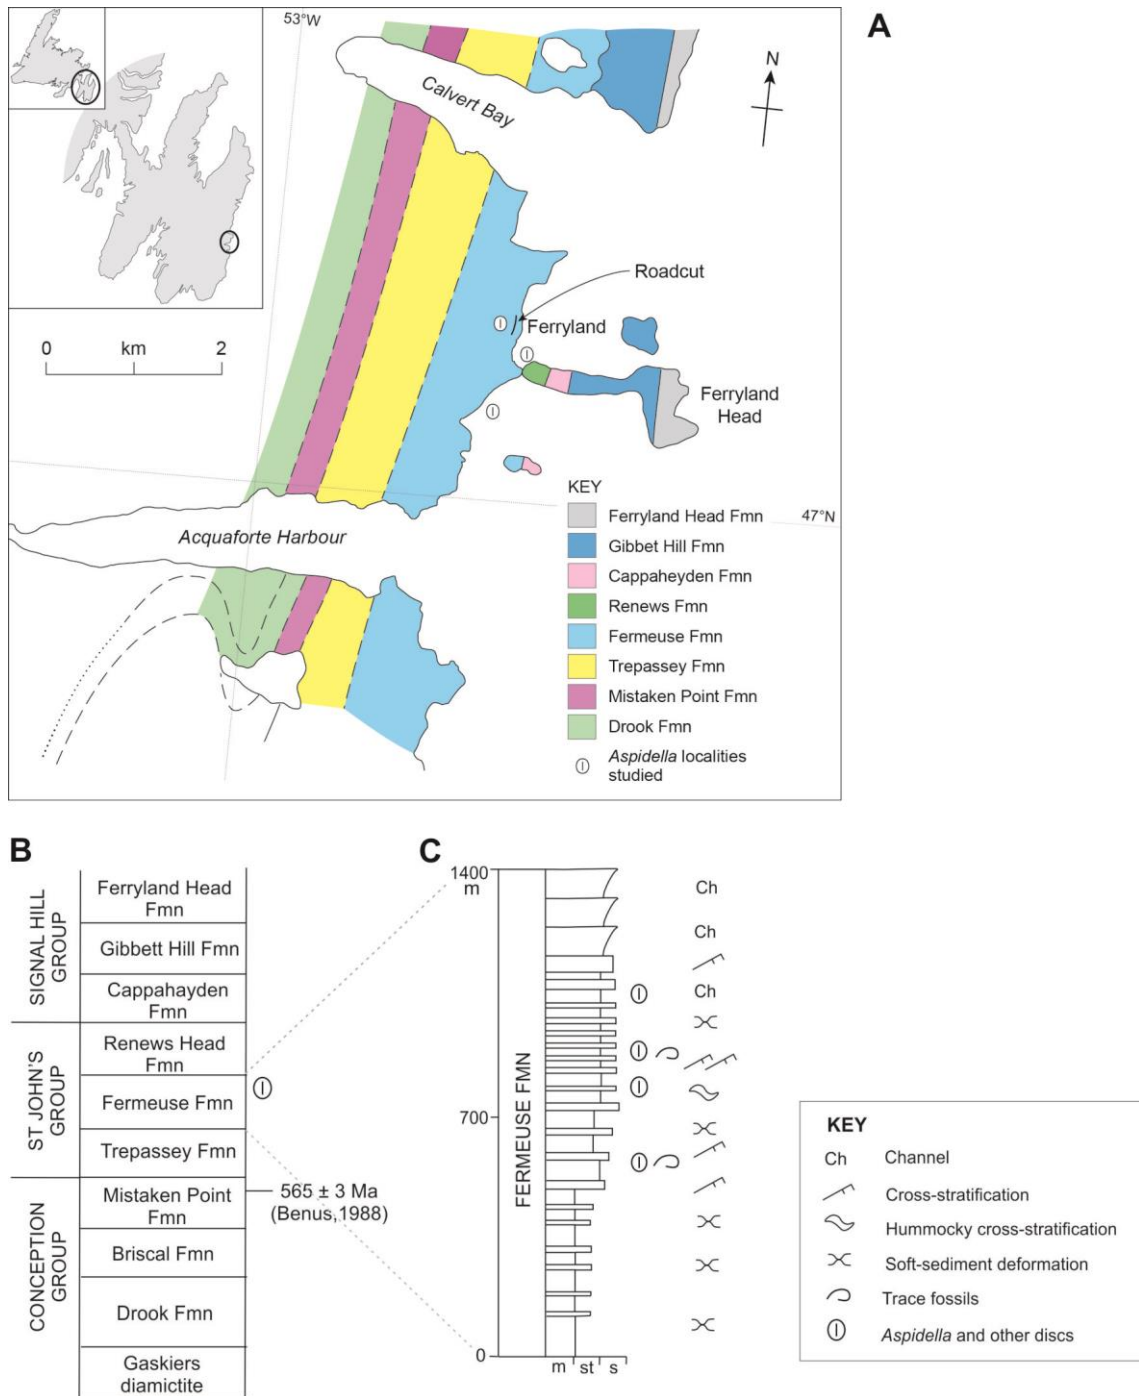 A
53°W
N
Calvert Bay
Roadcut
Ferryland
0 km 2
Ferryland
Head
KEY
Ferryland Head Fmn
Gibbet Hill Fmn
Cappaheyden Fmn
Renews Fmn
Fermeuse Fmn
Trepassey Fmn
Mistaken Point Fmn
Drook Fmn
Aspidella localities
studied
47°N
Acquaforte Harbour
B
SIGNAL HILL
GROUP
ST JOHN'S
GROUP
CONCEPTION
GROUP
Ferryland Head
Fmn
Gibbett Hill Fmn
Cappahayden
Fmn
Renews Head
Fmn
Fermeuse Fmn
Trepassey Fmn
Mistaken Point
Fmn
Briscal Fmn
Drook Fmn
Gaskiers
diamictite
565 ± 3 Ma
(Benus,1988)
C
1400
m
700
0
FERMEUSE FMN
m st s
Ch
Ch
Ch
KEY
Ch Channel
Cross-stratification
Hummocky cross-stratification
Soft-sediment deformation
Trace fossils
Aspidella and other discs